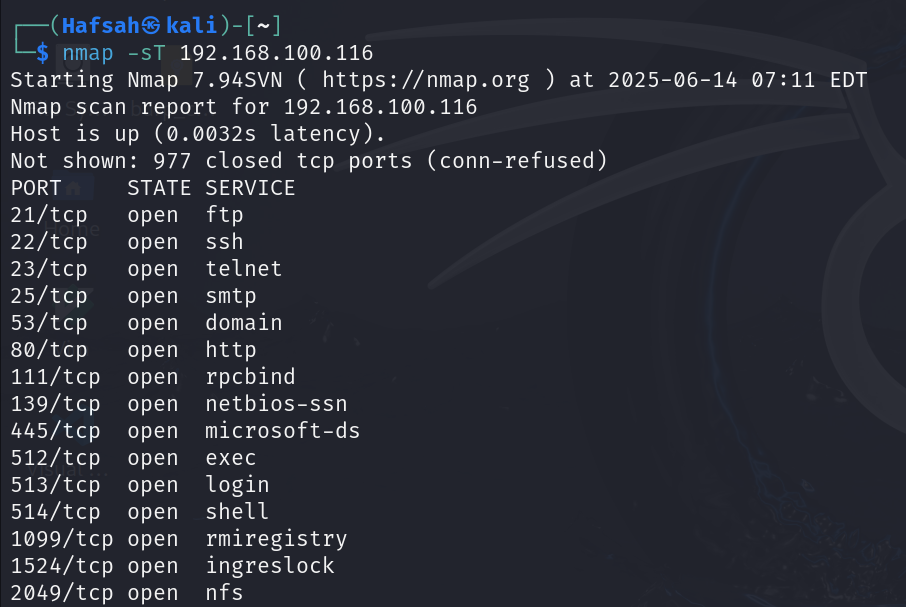 ┌──(Hafsah㉿kali)-[~]
└─$ nmap -sT 192.168.100.116
Starting Nmap 7.94SVN ( https://nmap.org ) at 2025-06-14 07:11 EDT
Nmap scan report for 192.168.100.116
Host is up (0.0032s latency).
Not shown: 977 closed tcp ports (conn-refused)
PORT     STATE SERVICE
21/tcp   open  ftp
22/tcp   open  ssh
23/tcp   open  telnet
25/tcp   open  smtp
53/tcp   open  domain
80/tcp   open  http
111/tcp  open  rpcbind
139/tcp  open  netbios-ssn
445/tcp  open  microsoft-ds
512/tcp  open  exec
513/tcp  open  login
514/tcp  open  shell
1099/tcp open  rmiregistry
1524/tcp open  ingreslock
2049/tcp open  nfs
Home